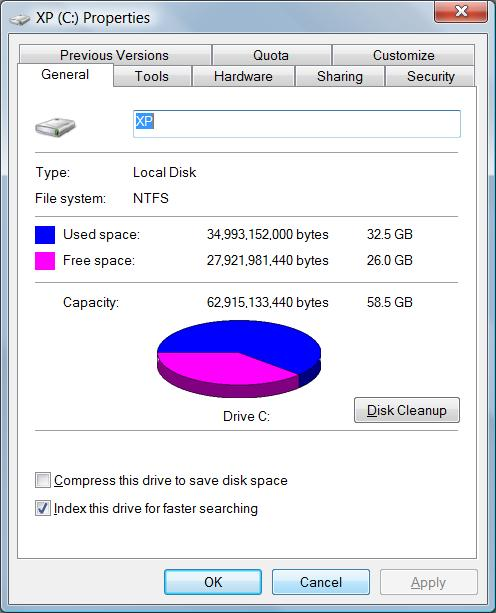 XP (C:) Properties
Previous Versions Quota Customize
General Tools Hardware Sharing Security
XP
Type: Local Disk
File system: NTFS
Used space: 34,993,152,000 bytes 32.5 GB
Free space: 27,921,981,440 bytes 26.0 GB
Capacity: 62,915,133,440 bytes 58.5 GB
Drive C:
Disk Cleanup
Compress this drive to save disk space
Index this drive for faster searching
OK Cancel Apply